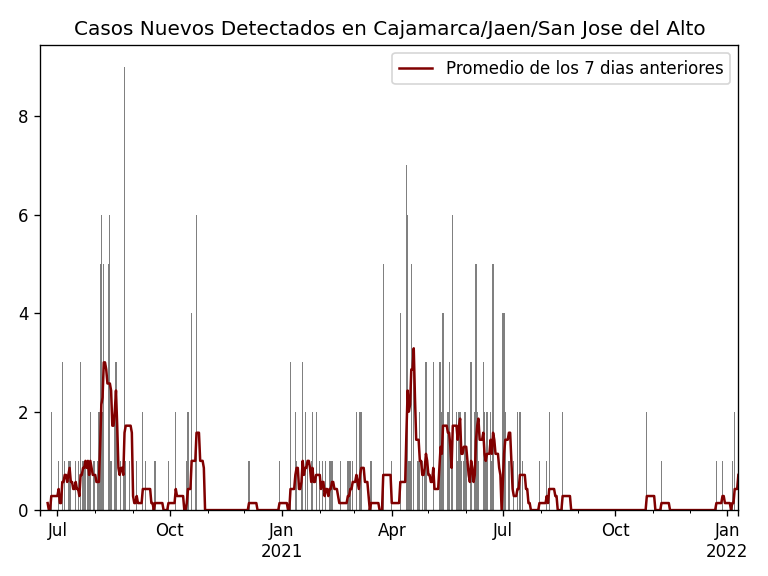 Casos Nuevos Detectados en Cajamarca/Jaen/San Jose del Alto
Promedio de los 7 dias anteriores
8
6
4
2
0
Jul
Oct
Jan
2021
Apr
Jul
Oct
Jan
2022